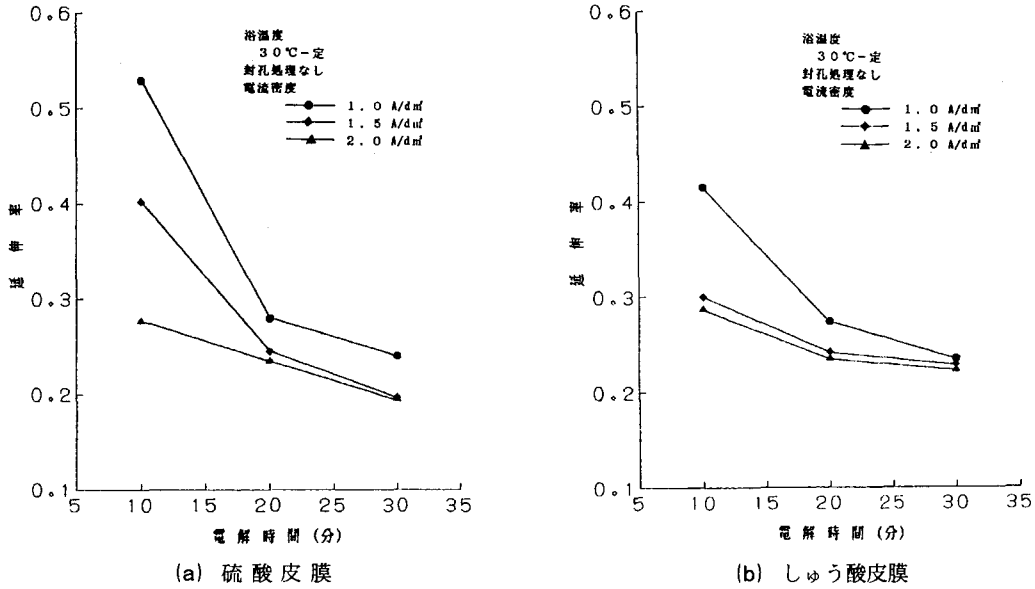 0.6
0.5
0.4
0.3
0.2
0.1
延伸率
浴温度
30℃一定
封孔処理なし
電流密度
1.0 A/d㎡
1.5 A/d㎡
2.0 A/d㎡
5 10 15 20 25 30 35
電解時間(分)
(a) 硫酸皮膜
0.6
0.5
0.4
0.3
0.2
0.1
延伸率
浴温度
30℃一定
封孔処理なし
電流密度
1.0 A/d㎡
1.5 A/d㎡
2.0 A/d㎡
5 10 15 20 25 30 35
電解時間(分)
(b) しゅう酸皮膜